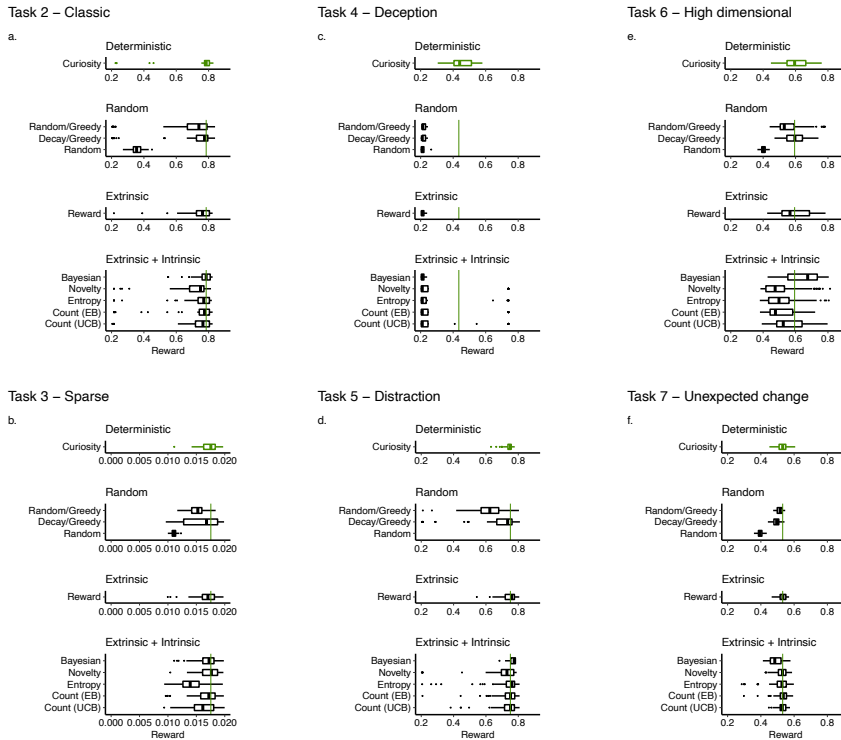 Task 2 – Classic
a.
Deterministic
Curiosity
0.2 0.4 0.6 0.8
Random
Random/Greedy
Decay/Greedy
Random
0.2 0.4 0.6 0.8
Extrinsic
Reward
0.2 0.4 0.6 0.8
Extrinsic + Intrinsic
Bayesian
Novelty
Entropy
Count (EB)
Count (UCB)
0.2 0.4 0.6 0.8
Reward
Task 4 – Deception
c.
Deterministic
Curiosity
0.2 0.4 0.6 0.8
Random
Random/Greedy
Decay/Greedy
Random
0.2 0.4 0.6 0.8
Extrinsic
Reward
0.2 0.4 0.6 0.8
Extrinsic + Intrinsic
Bayesian
Novelty
Entropy
Count (EB)
Count (UCB)
0.2 0.4 0.6 0.8
Reward
Task 6 – High dimensional
e.
Deterministic
Curiosity
0.2 0.4 0.6 0.8
Random
Random/Greedy
Decay/Greedy
Random
0.2 0.4 0.6 0.8
Extrinsic
Reward
0.2 0.4 0.6 0.8
Extrinsic + Intrinsic
Bayesian
Novelty
Entropy
Count (EB)
Count (UCB)
0.2 0.4 0.6 0.8
Reward
Task 3 – Sparse
b.
Deterministic
Curiosity
0.000 0.005 0.010 0.015 0.020
Random
Random/Greedy
Decay/Greedy
Random
0.000 0.005 0.010 0.015 0.020
Extrinsic
Reward
0.000 0.005 0.010 0.015 0.020
Extrinsic + Intrinsic
Bayesian
Novelty
Entropy
Count (EB)
Count (UCB)
0.000 0.005 0.010 0.015 0.020
Reward
Task 5 – Distraction
d.
Deterministic
Curiosity
0.2 0.4 0.6 0.8
Random
Random/Greedy
Decay/Greedy
Random
0.2 0.4 0.6 0.8
Extrinsic
Reward
0.2 0.4 0.6 0.8
Extrinsic + Intrinsic
Bayesian
Novelty
Entropy
Count (EB)
Count (UCB)
0.2 0.4 0.6 0.8
Reward
Task 7 – Unexpected change
f.
Deterministic
Curiosity
0.2 0.4 0.6 0.8
Random
Random/Greedy
Decay/Greedy
Random
0.2 0.4 0.6 0.8
Extrinsic
Reward
0.2 0.4 0.6 0.8
Extrinsic + Intrinsic
Bayesian
Novelty
Entropy
Count (EB)
Count (UCB)
0.2 0.4 0.6 0.8
Reward